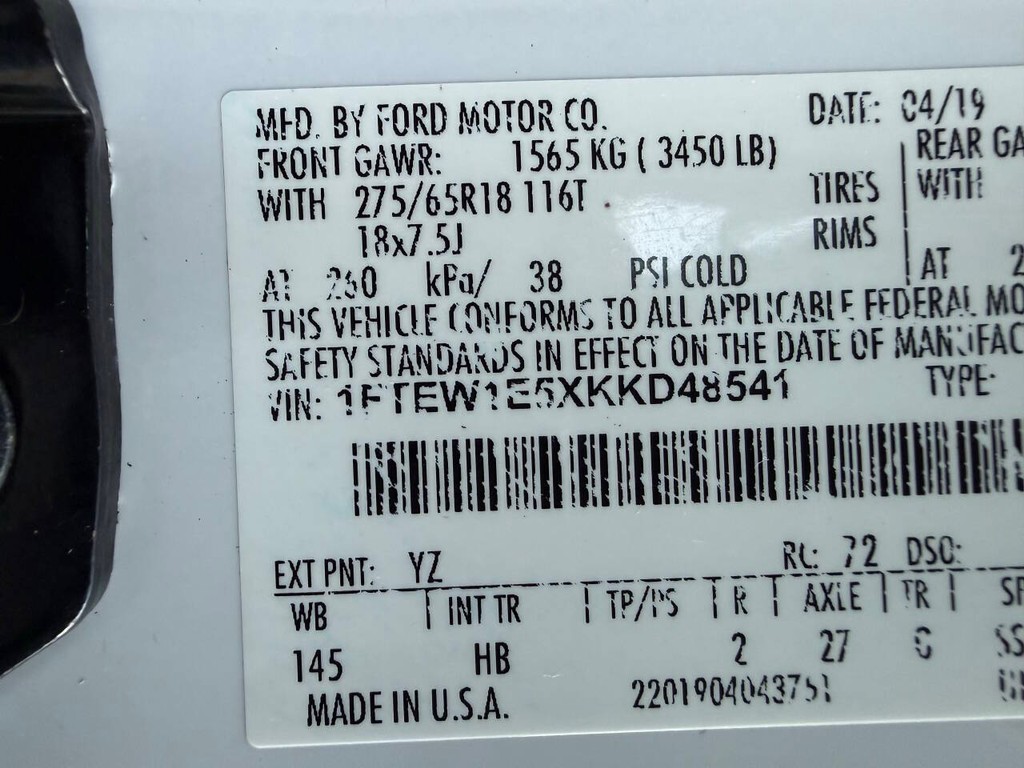 MFD. BY FORD MOTOR CO. DATE: 04/19
FRONT GAWR: 1565 KG ( 3450 LB) REAR GA
WITH 275/65R18 116T TIRES WITH
18x7.5J RIMS
AT 260 kPa/ 38 PSI COLD AT 2
THIS VEHICLE CONFORMS TO ALL APPLICABLE FEDERAL MO
SAFETY STANDARDS IN EFFECT ON THE DATE OF MANUFAC
VIN: 1FTEW1E5XKKD48541 TYPE:
EXT PNT: YZ RC: 72 DSO:
WB INT TR TP/PS R AXLE TR
145 HB 2 27 SS
MADE IN U.S.A. 2201904043751